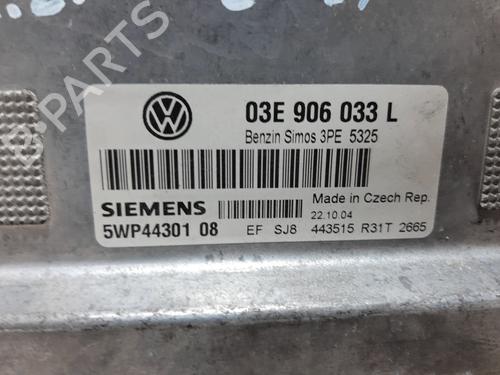 B-PARTS
03E 906 033 L
Benzin Simos 3PE 5325
SIEMENS
Made in Czech Rep.
22.10.04
5WP44301 08 EF SJ8 443515 R31T 2665